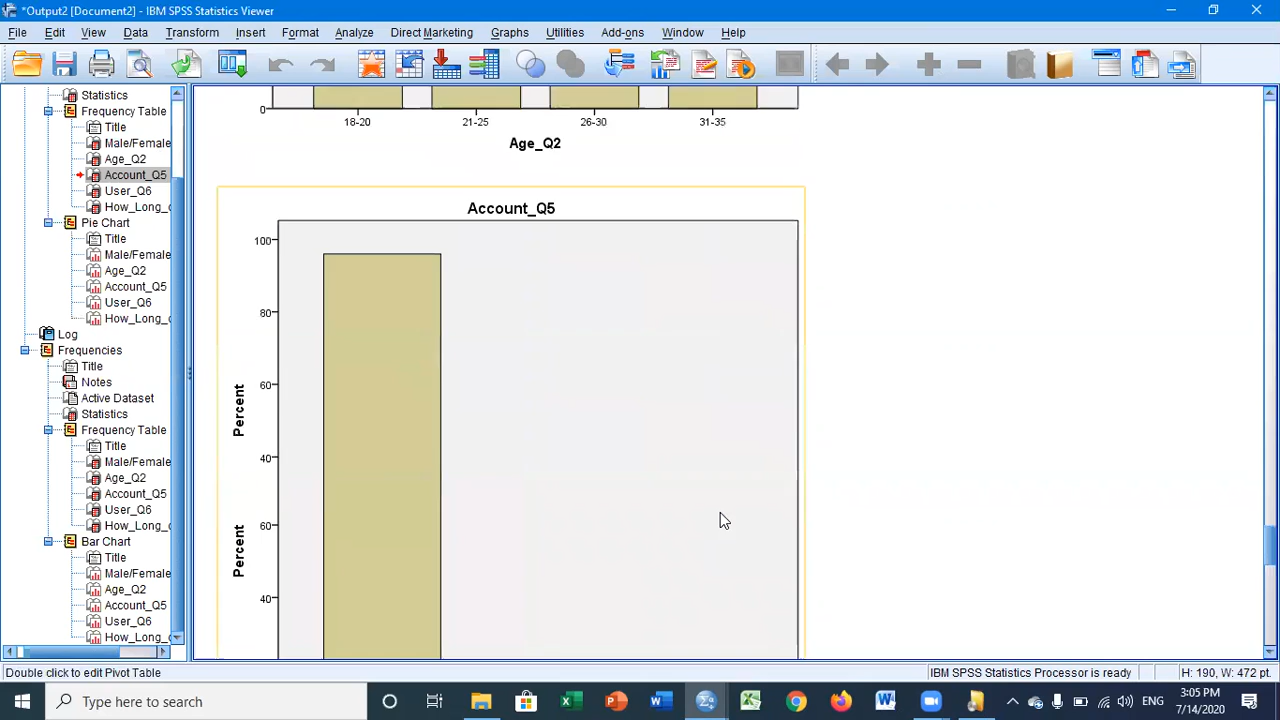 *Output2 [Document2] - IBM SPSS Statistics Viewer
File Edit View Data Transform Insert Format Analyze Direct Marketing Graphs Utilities Add-ons Window Help
Statistics
Frequency Table
Title
Male/Female
Age_Q2
Account_Q5
User_Q6
How_Long_
Pie Chart
Title
Male/Female
Age_Q2
Account_Q5
User_Q6
How_Long_
Log
Frequencies
Title
Notes
Active Dataset
Statistics
Frequency Table
Title
Male/Female
Age_Q2
Account_Q5
User_Q6
How_Long_
Bar Chart
Title
Male/Female
Age_Q2
Account_Q5
User_Q6
How_Long_
0
18-20 21-25 26-30 31-35
Age_Q2
Account_Q5
100
80
60
40
Percent
60
40
Percent
Double click to edit Pivot Table
IBM SPSS Statistics Processor is ready
H: 190, W: 472 pt.
Type here to search
ENG
3:05 PM
7/14/2020